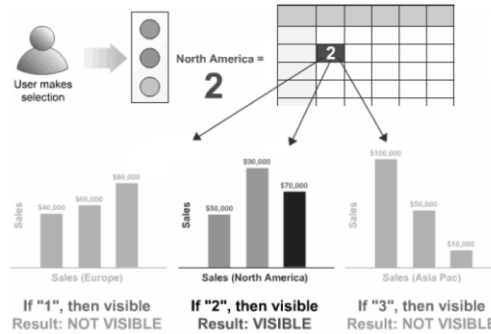 User makes
selection
North America =
2
2
$40,000
$60,000
$80,000
Sales
Sales (Europe)
$50,000
$90,000
$70,000
Sales
Sales (North America)
$100,000
$50,000
$10,000
Sales
Sales (Asia Pac)
If "1", then visible
Result: NOT VISIBLE
If "2", then visible
Result: VISIBLE
If "3", then visible
Result: NOT VISIBLE